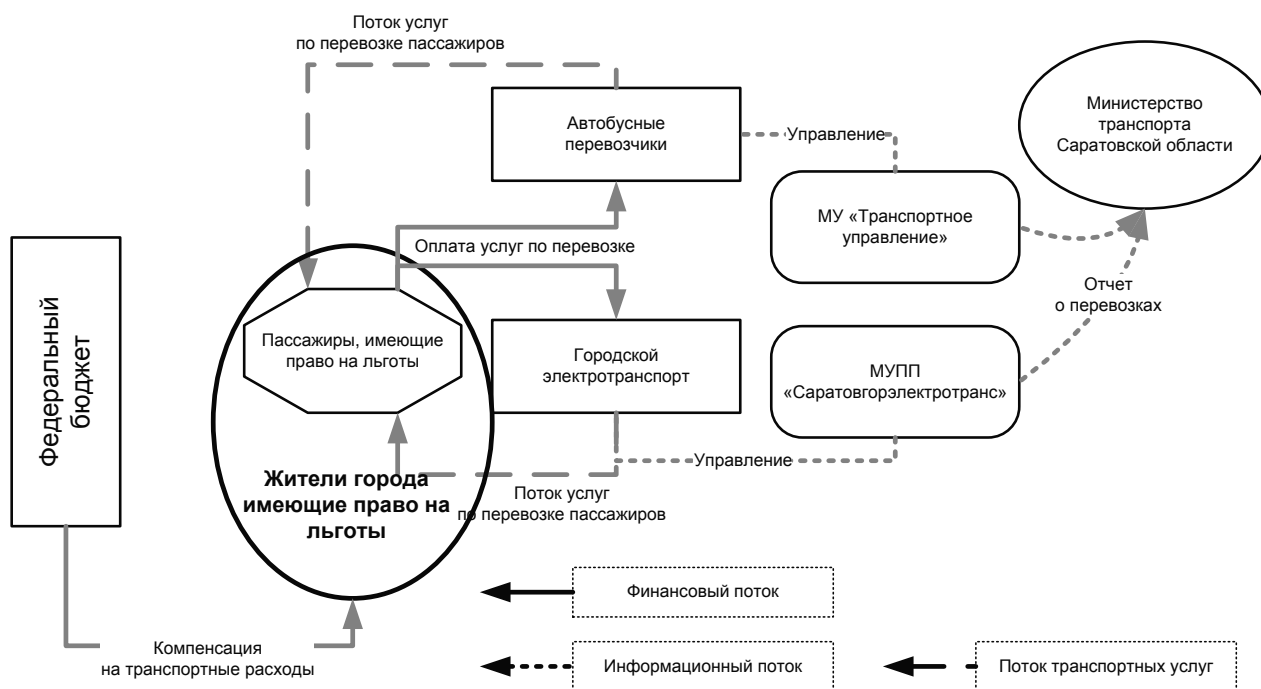 Поток услуг
по перевозке пассажиров
Автобусные
перевозчики
Управление
Министерство
транспорта
Саратовской области
МУ «Транспортное
управление»
Оплата услуг по перевозке
Отчет
о перевозках
Федеральный
бюджет
Пассажиры, имеющие
право на льготы
Городской
электротранспорт
МУПП
«Саратовгорэлектротранс»
Управление
Жители города
имеющие право на
льготы
Поток услуг
по перевозке пассажиров
Финансовый поток
Компенсация
на транспортные расходы
Информационный поток
Поток транспортных услуг